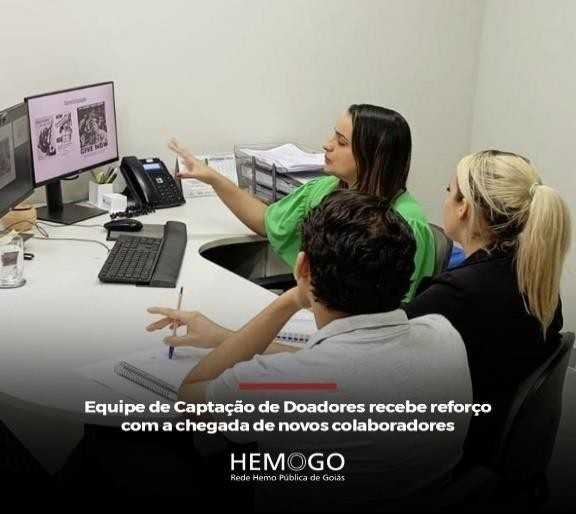 GIVE NOW
Equipe de Captação de Doadores recebe reforço
com a chegada de novos colaboradores
HEMOGO
Rede Hemo Pública de Goiás